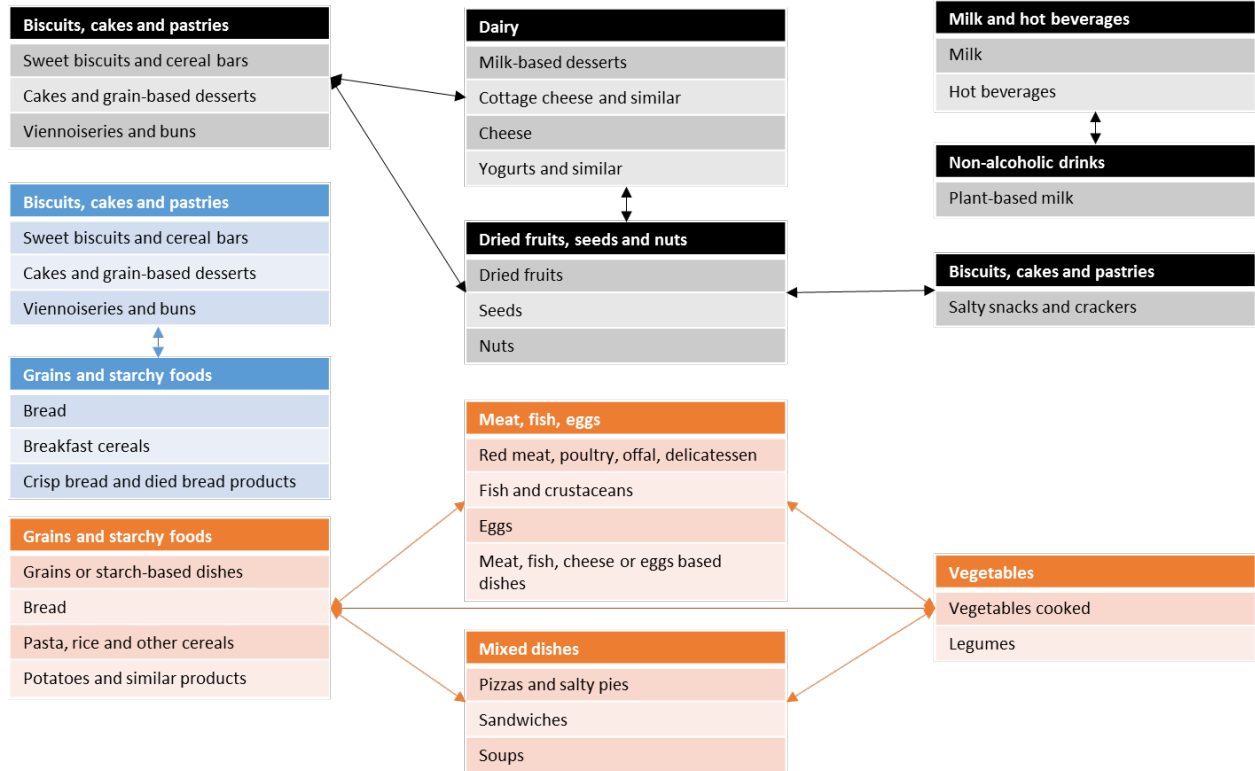 Biscuits, cakes and pastries
Sweet biscuits and cereal bars
Cakes and grain-based desserts
Viennoiseries and buns
Biscuits, cakes and pastries
Sweet biscuits and cereal bars
Cakes and grain-based desserts
Viennoiseries and buns
Grains and starchy foods
Bread
Breakfast cereals
Crisp bread and died bread products
Grains and starchy foods
Grains or starch-based dishes
Bread
Pasta, rice and other cereals
Potatoes and similar products
Dairy
Milk-based desserts
Cottage cheese and similar
Cheese
Yogurts and similar
Dried fruits, seeds and nuts
Dried fruits
Seeds
Nuts
Meat, fish, eggs
Red meat, poultry, offal, delicatessen
Fish and crustaceans
Eggs
Meat, fish, cheese or eggs based
dishes
Mixed dishes
Pizzas and salty pies
Sandwiches
Soups
Milk and hot beverages
Milk
Hot beverages
Non-alcoholic drinks
Plant-based milk
Biscuits, cakes and pastries
Salty snacks and crackers
Vegetables
Vegetables cooked
Legumes